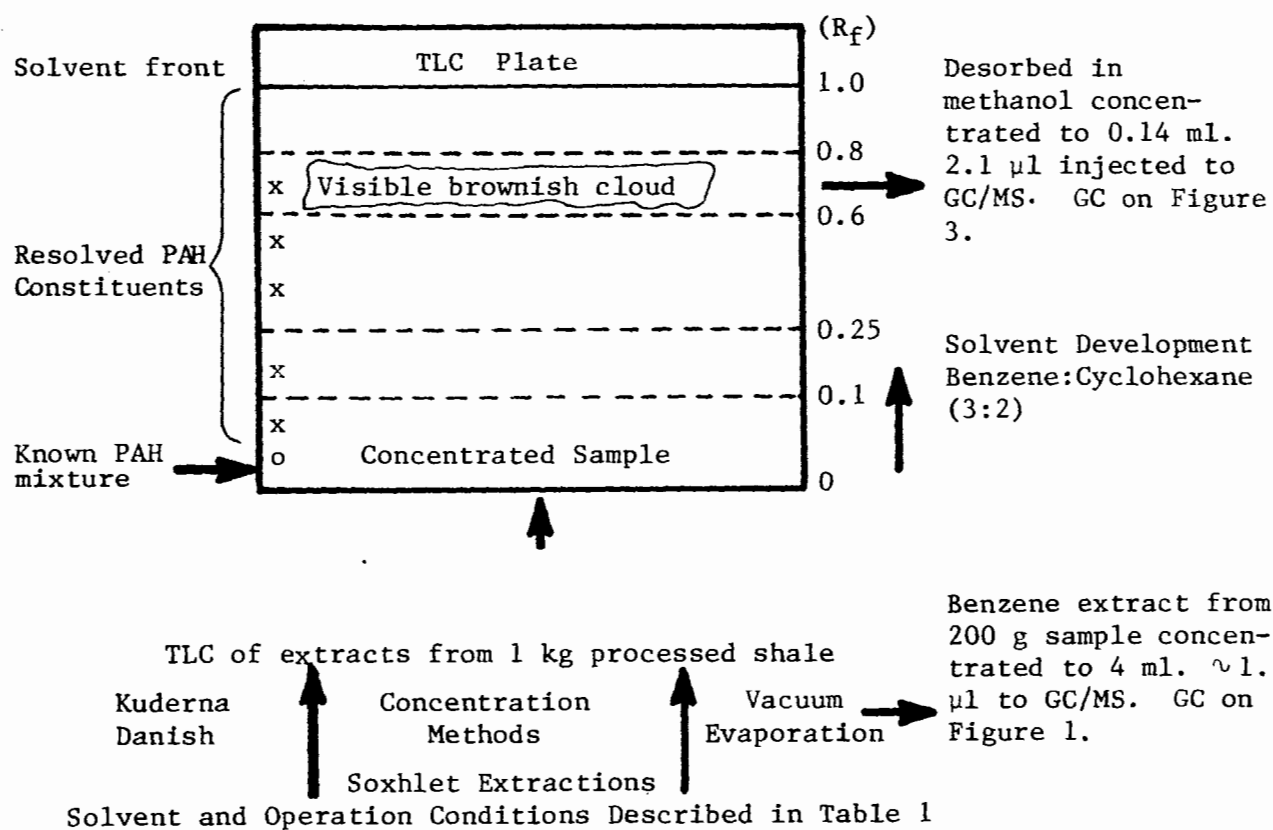 (Rf)
TLC Plate
Solvent front
1.0
0.8
x
Visible brownish cloud
0.6
x
Resolved PAH
Constituents
x
0.25
x
0.1
x
Known PAH
mixture
o
Concentrated Sample
0
Desorbed in
methanol concen-
trated to 0.14 ml.
2.1 µl injected to
GC/MS. GC on Figure
3.
Solvent Development
Benzene:Cyclohexane
(3:2)
TLC of extracts from 1 kg processed shale
Kuderna
Danish
Concentration
Methods
Vacuum
Evaporation
Benzene extract from
200 g sample concen-
trated to 4 ml. ~1.
µl to GC/MS. GC on
Figure 1.
Soxhlet Extractions
Solvent and Operation Conditions Described in Table 1